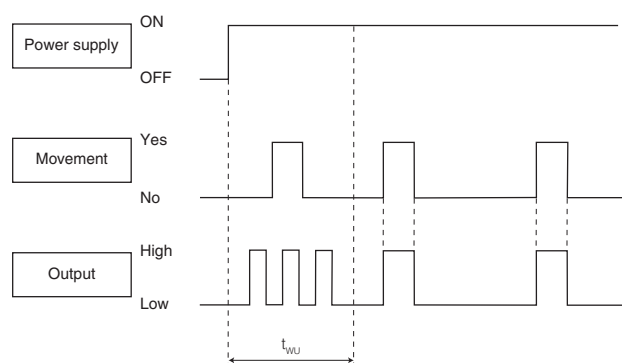 ON
Power supply
OFF
Yes
Movement
No
High
Output
Low
tWU